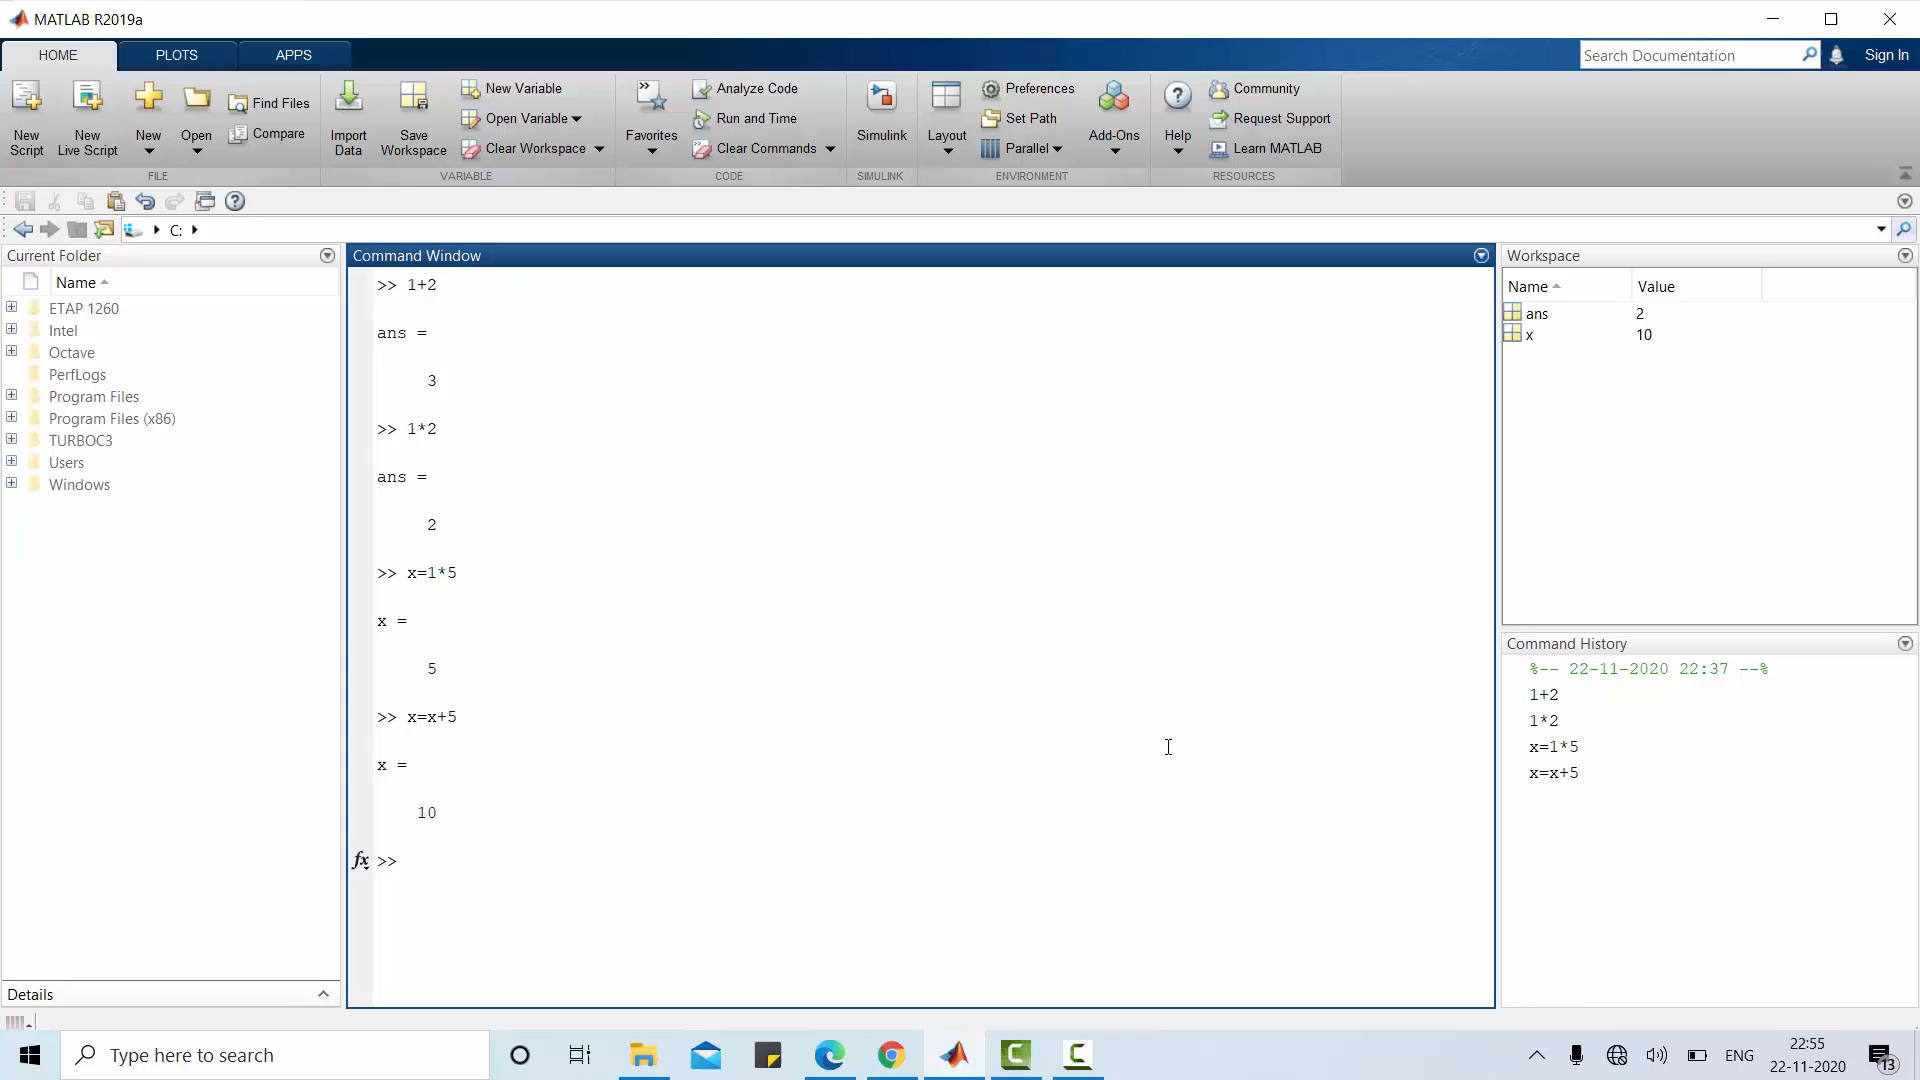 MATLAB R2019a
HOME
PLOTS
APPS
Search Documentation
Sign In
New Script
New Live Script
New
Open
Find Files
Compare
FILE
Import Data
Save Workspace
New Variable
Open Variable
Clear Workspace
VARIABLE
Favorites
Analyze Code
Run and Time
Clear Commands
CODE
Simulink
SIMULINK
Layout
Preferences
Set Path
Parallel
Add-Ons
ENVIRONMENT
Help
Community
Request Support
Learn MATLAB
RESOURCES
C:
Current Folder
Name
ETAP 1260
Intel
Octave
PerfLogs
Program Files
Program Files (x86)
TURBOC3
Users
Windows
Details
Command Window
>> 1+2
ans =
3
>> 1*2
ans =
2
>> x=1*5
x =
5
>> x=x+5
x =
10
fx >>
Workspace
Name Value
ans 2
x 10
Command History
%-- 22-11-2020 22:37 --%
1+2
1*2
x=1*5
x=x+5
Type here to search
ENG
22:55
22-11-2020
13